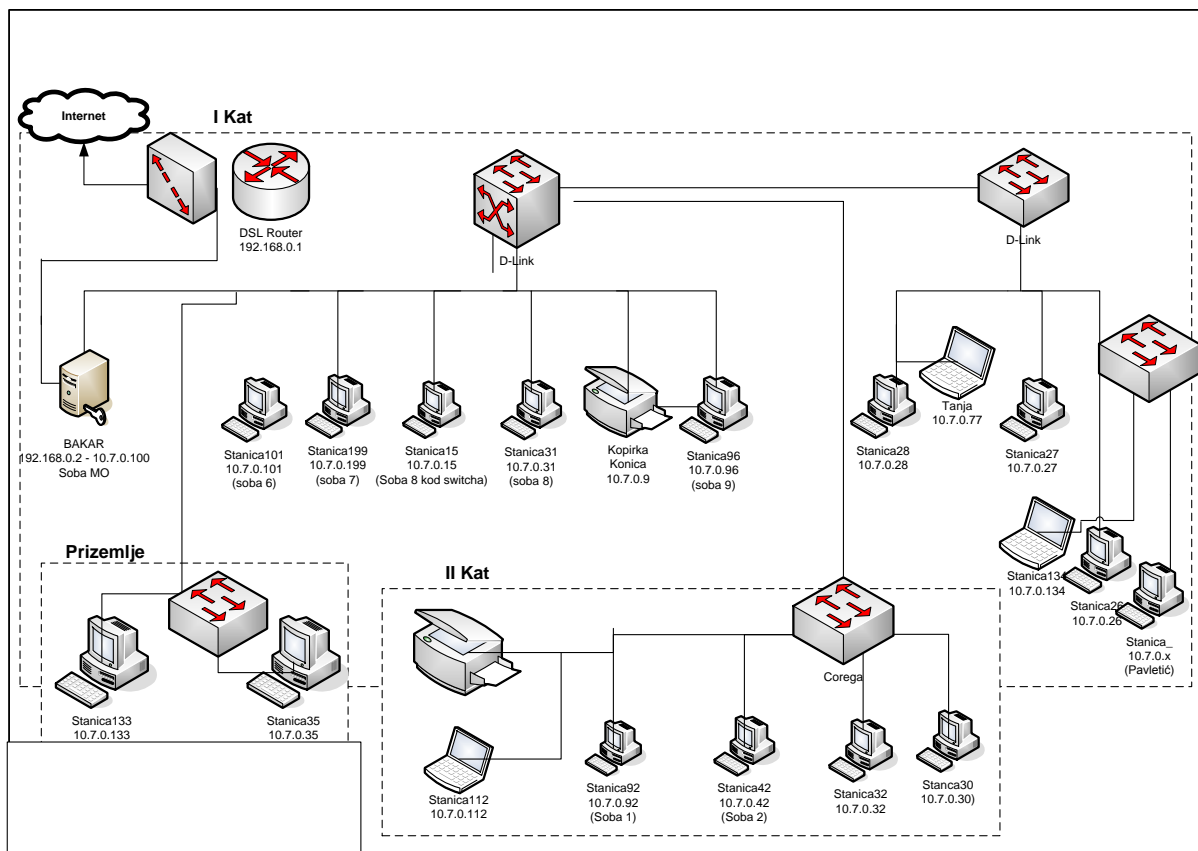 Internet
I Kat
DSL Router
192.168.0.1
D-Link
D-Link
BAKAR
192.168.0.2 - 10.7.0.100
Soba MO
Stanica101
10.7.0.101
(soba 6)
Stanica199
10.7.0.199
(soba 7)
Stanica15
10.7.0.15
(Soba 8 kod switcha)
Stanica31
10.7.0.31
(soba 8)
Kopirka
Konica
10.7.0.9
Stanica96
10.7.0.96
(soba 9)
Stanica28
10.7.0.28
Tanja
10.7.0.77
Stanica27
10.7.0.27
Stanica134
10.7.0.134
Stanica26
10.7.0.26
Stanica_
10.7.0.x
(Pavletić)
Prizemlje
Stanica133
10.7.0.133
Stanica35
10.7.0.35
II Kat
Corega
Stanica112
10.7.0.112
Stanica92
10.7.0.92
(Soba 1)
Stanica42
10.7.0.42
(Soba 2)
Stanica32
10.7.0.32
Stanca30
10.7.0.30)